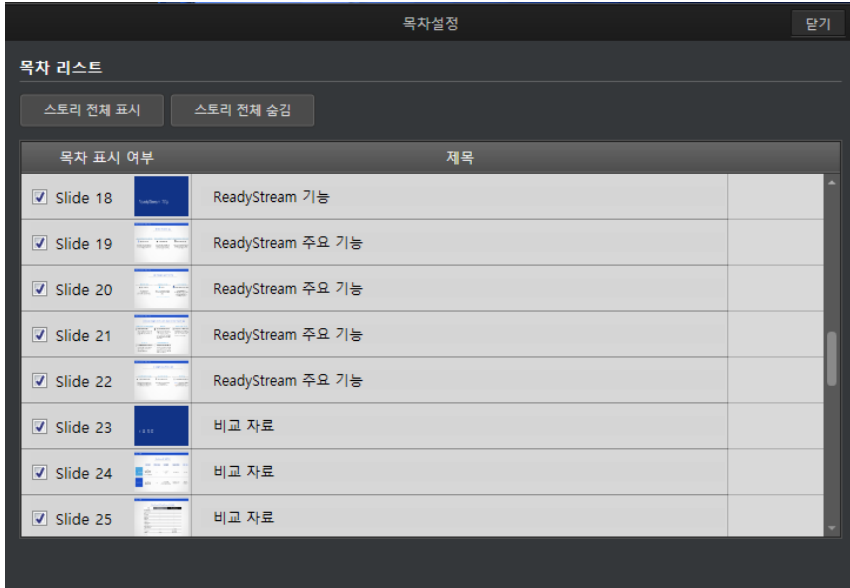 목차설정
닫기
목차 리스트
스토리 전체 표시
스토리 전체 숨김
목차 표시 여부
제목
Slide 18
ReadyStream 기능
Slide 19
ReadyStream 주요 기능
Slide 20
ReadyStream 주요 기능
Slide 21
ReadyStream 주요 기능
Slide 22
ReadyStream 주요 기능
Slide 23
비교 자료
Slide 24
비교 자료
Slide 25
비교 자료